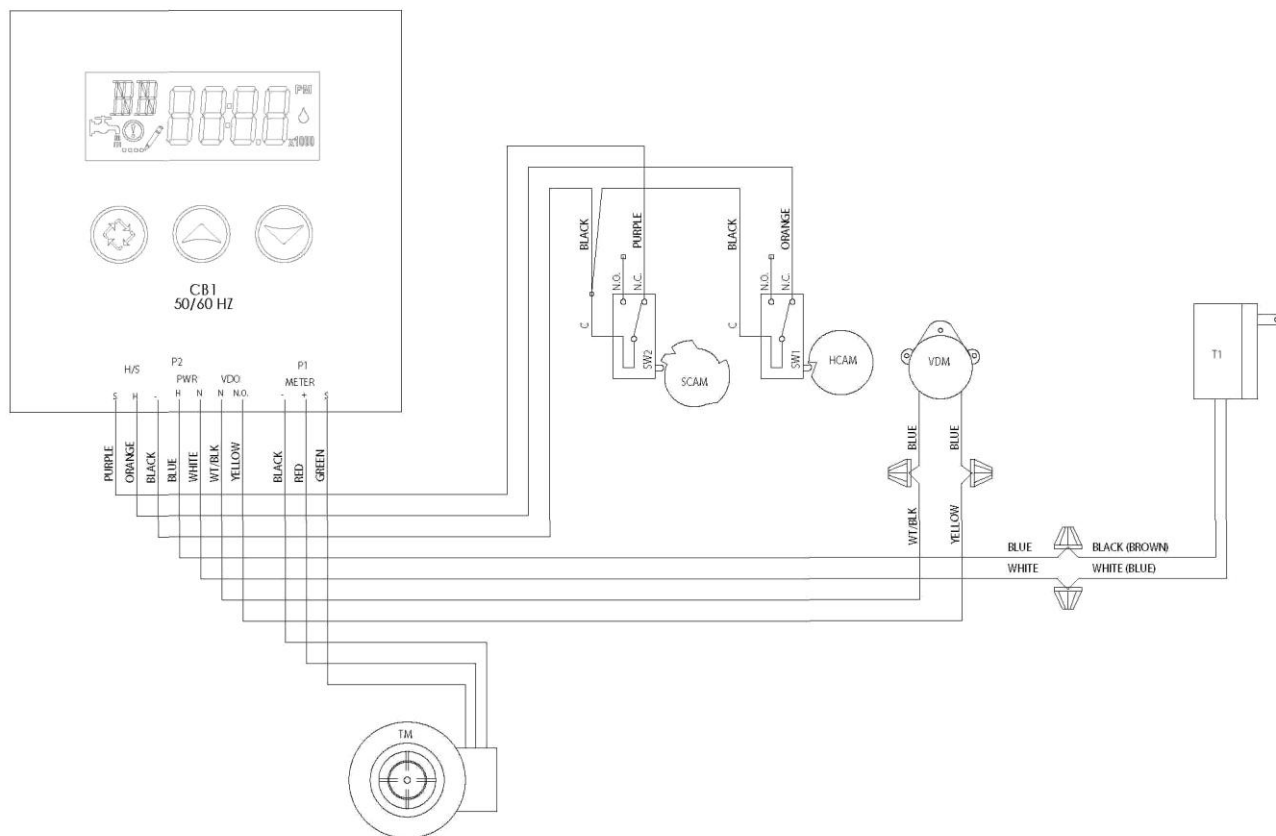 PM
x1000
CB1
50/60 HZ
H/S
P2
P1
PWR
VDO
METER
S
H
-
H
N
N
N.O.
-
+
S
PURPLE
ORANGE
BLACK
BLUE
WHITE
WT/BLK
YELLOW
BLACK
RED
GREEN
BLACK
PURPLE
BLACK
ORANGE
N.O.
N.C.
N.O.
N.C.
C
C
SW2
SW1
SCAM
HCAM
VDM
T1
BLUE
BLUE
WT/BLK
YELLOW
BLUE
BLACK (BROWN)
WHITE
WHITE (BLUE)
TM